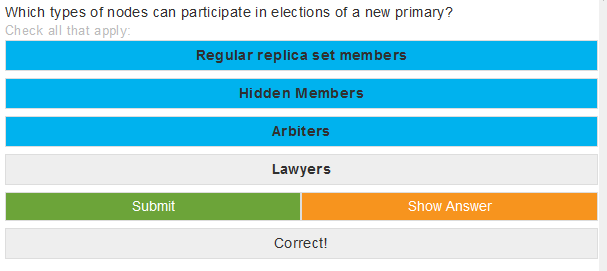 Which types of nodes can participate in elections of a new primary?
Check all that apply:
Regular replica set members
Hidden Members
Arbiters
Lawyers
Submit Show Answer
Correct!